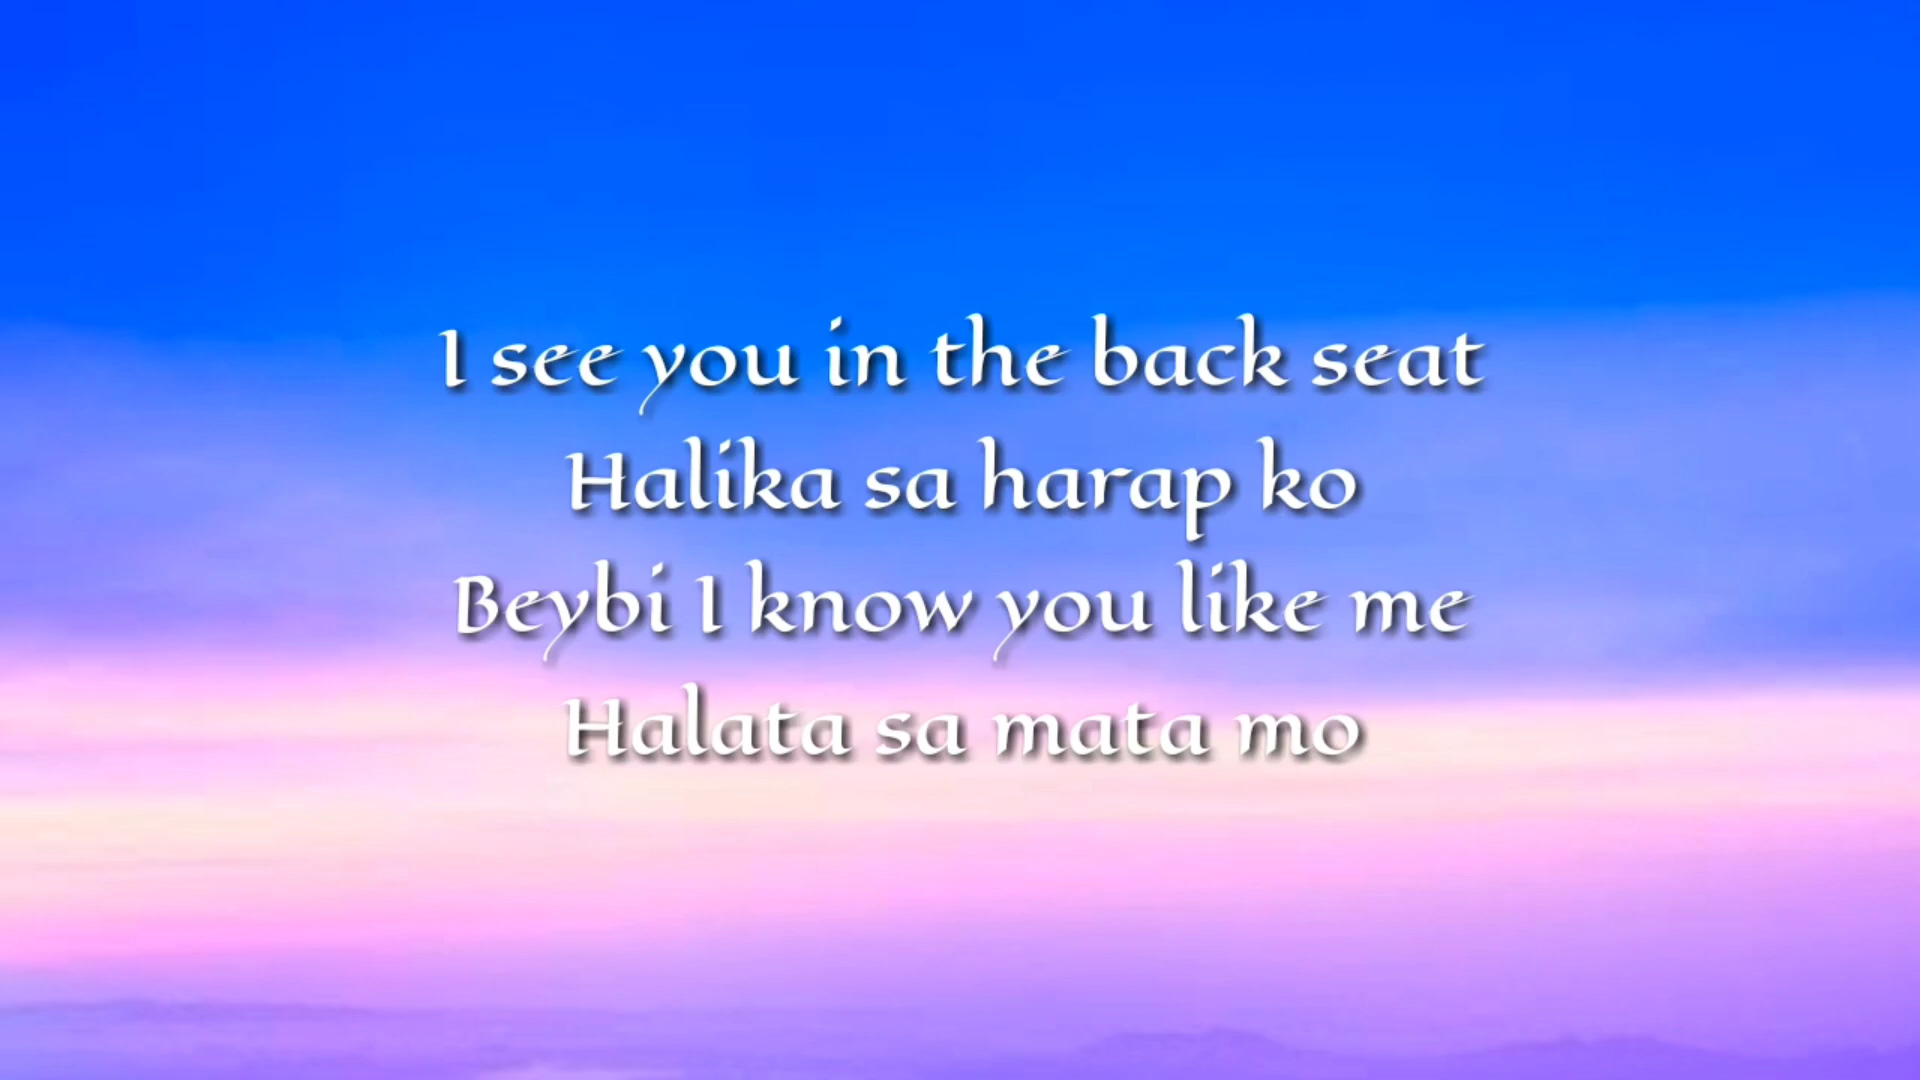 I see you in the back seat
Halika sa harap ko
Beybi I know you like me
Halata sa mata mo